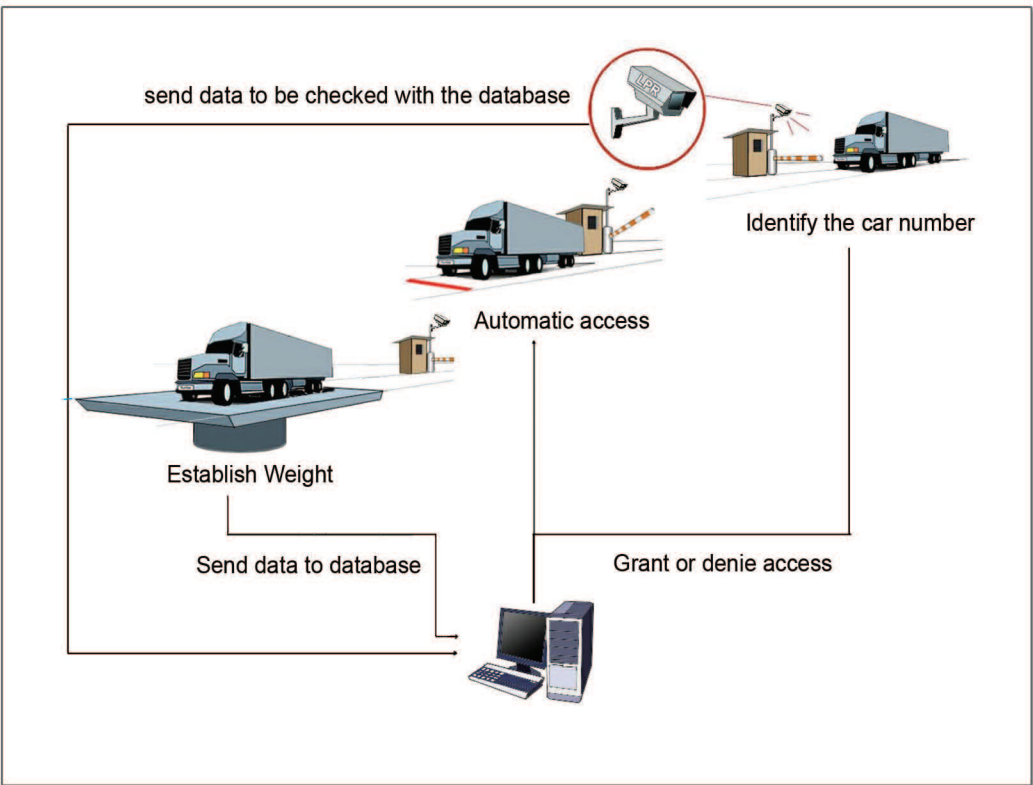 send data to be checked with the database
LPR
Identify the car number
Automatic access
Establish Weight
Send data to database
Grant or denie access